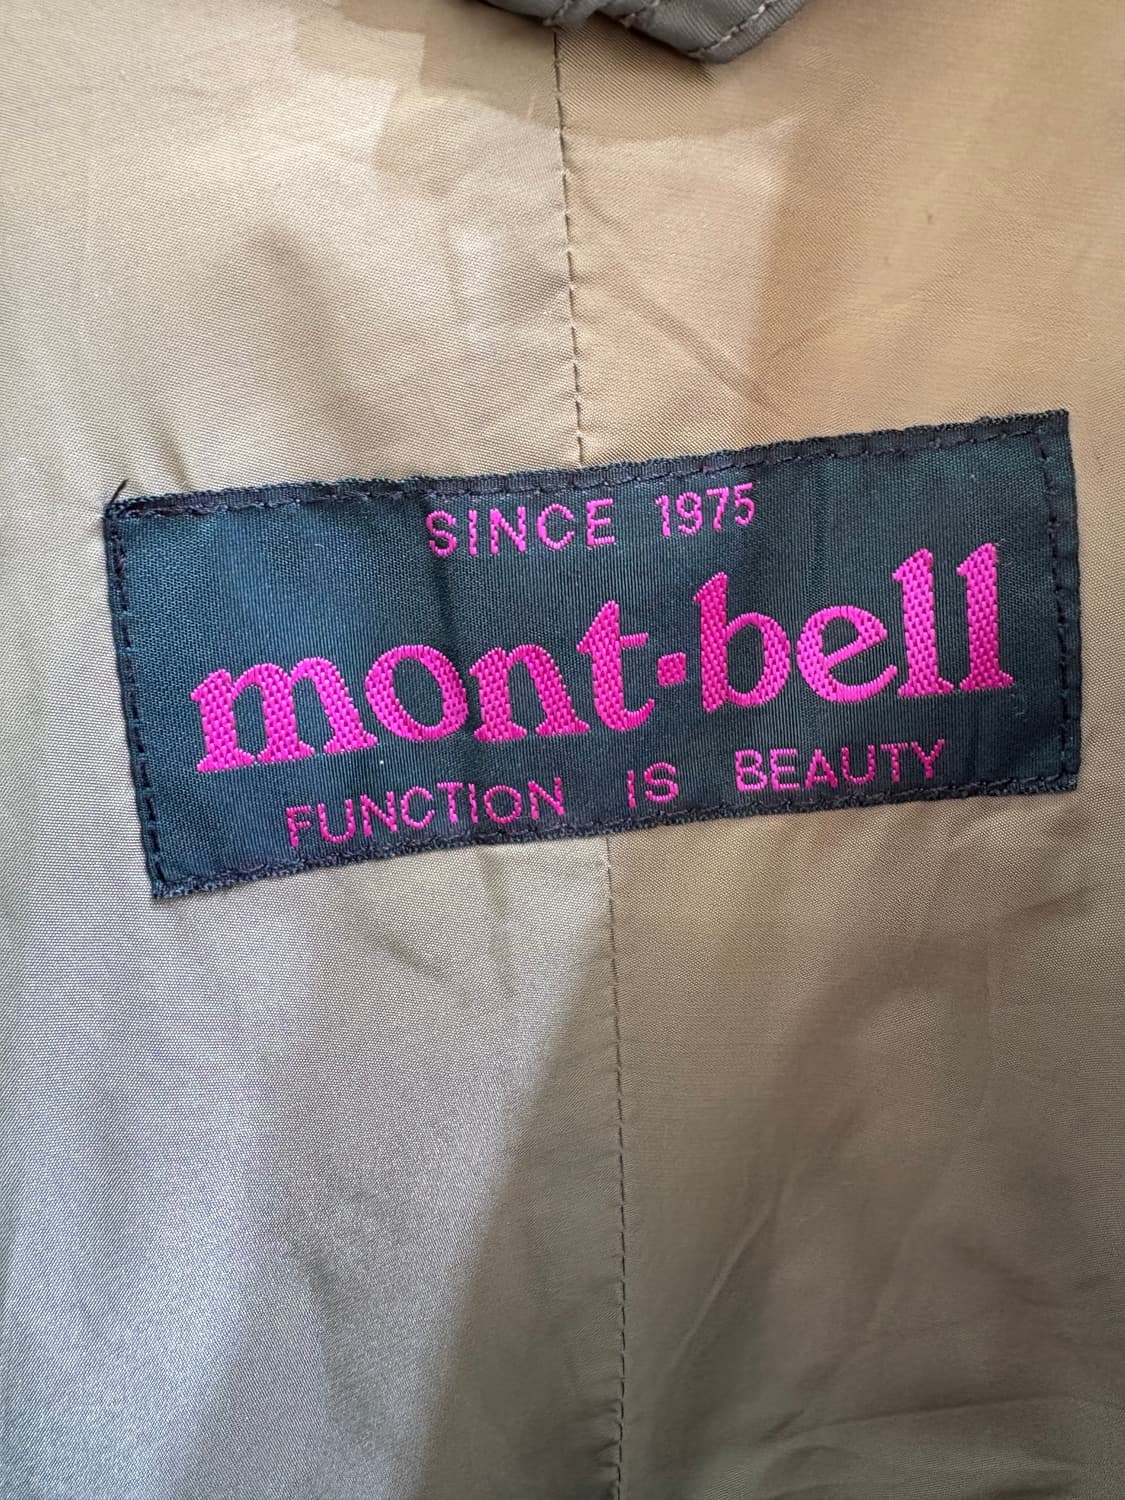 SINCE 1975
mont·bell
FUNCTION IS BEAUTY